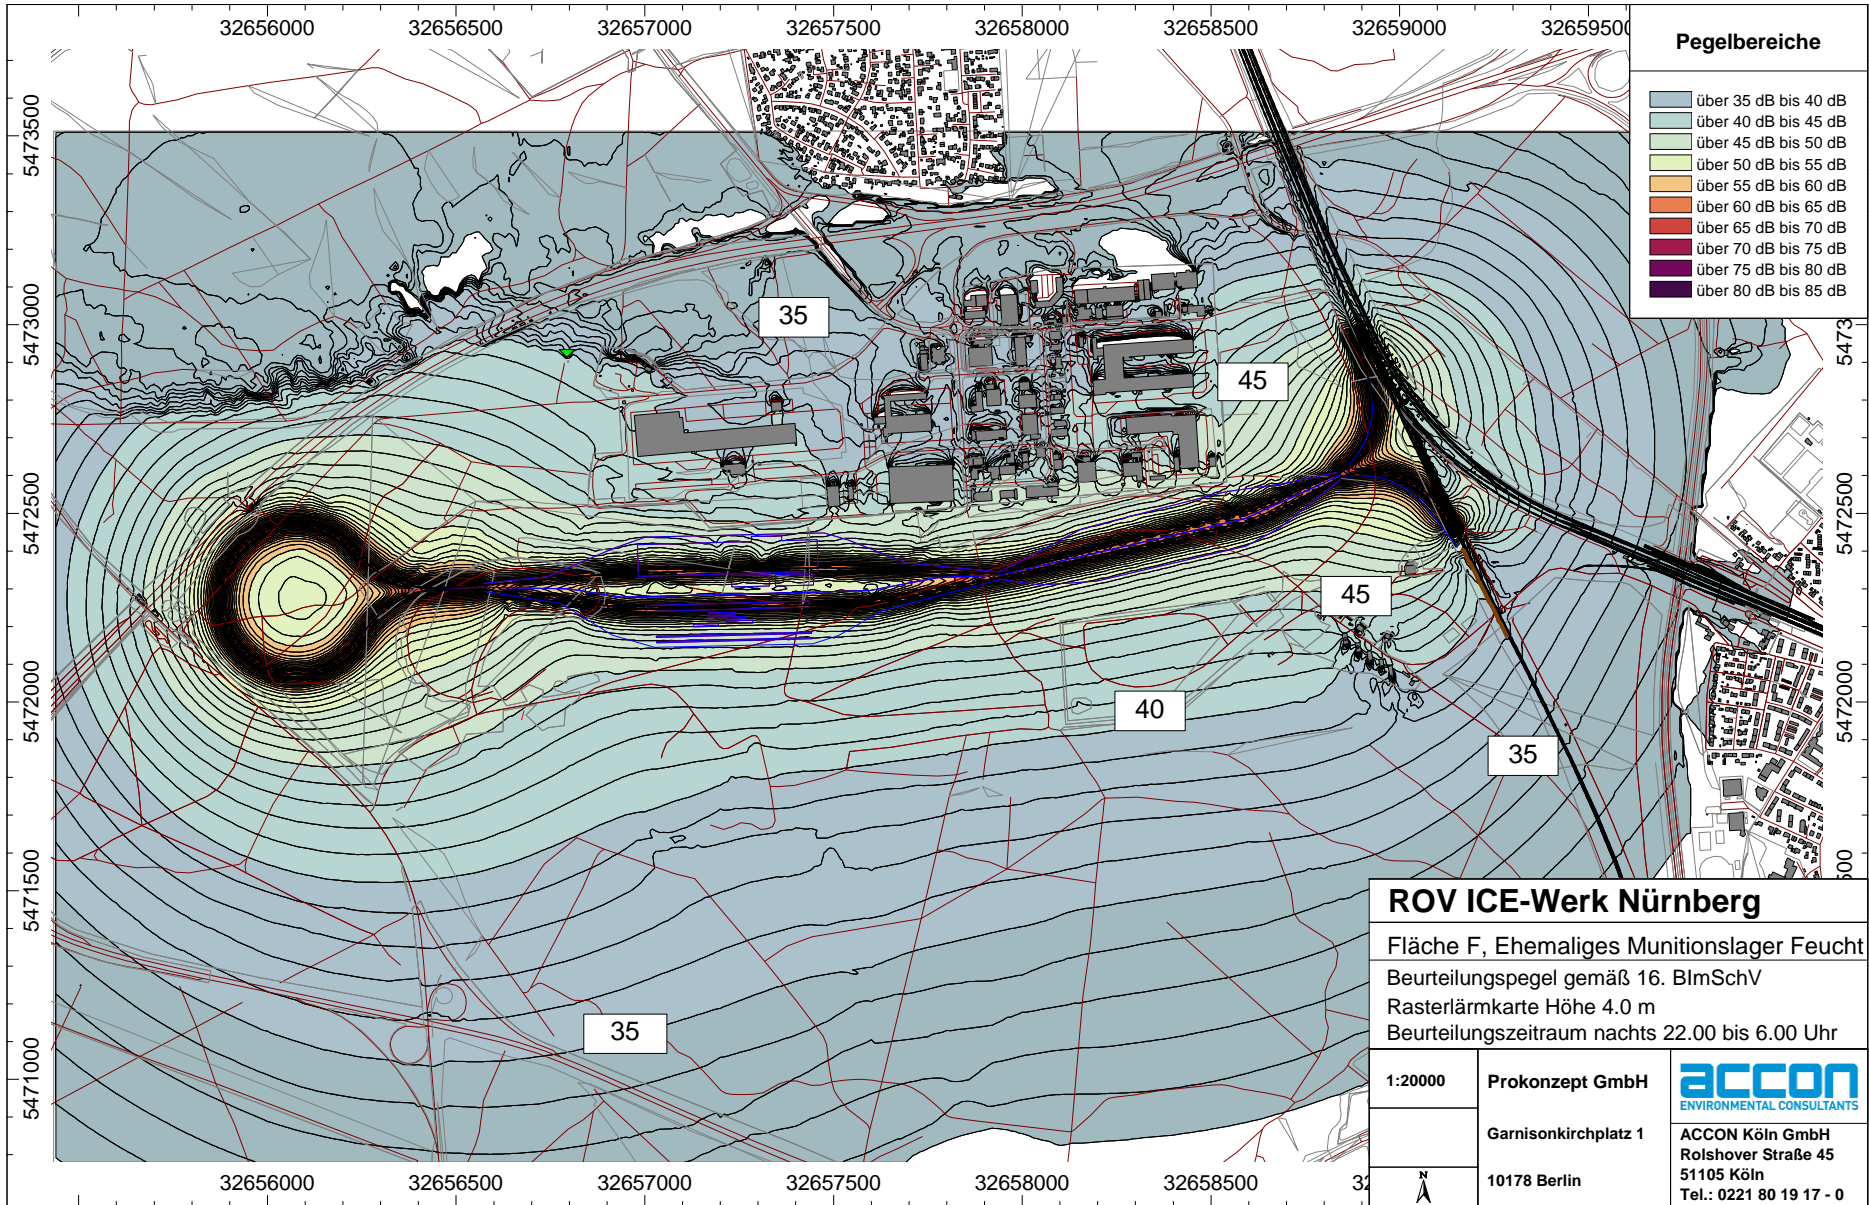 32656000 32656500 32657000 32657500 32658000 32658500 32659000 3265950
Pegelbereiche
über 35 dB bis 40 dB
über 40 dB bis 45 dB
über 45 dB bis 50 dB
über 50 dB bis 55 dB
über 55 dB bis 60 dB
über 60 dB bis 65 dB
über 65 dB bis 70 dB
über 70 dB bis 75 dB
über 75 dB bis 80 dB
über 80 dB bis 85 dB
5473500
5473000
5472500
5472000
5471500
5471000
54730
5472500
5472000
500
35
45
45
40
35
35
ROV ICE-Werk Nürnberg
Fläche F, Ehemaliges Munitionslager Feucht
Beurteilungspegel gemäß 16. BImSchV
Rasterlärmkarte Höhe 4.0 m
Beurteilungszeitraum nachts 22.00 bis 6.00 Uhr
1:20000
N
Prokonzept GmbH
Garnisonkirchplatz 1
10178 Berlin
accon
ENVIRONMENTAL CONSULTANTS
ACCON Köln GmbH
Rolshover Straße 45
51105 Köln
Tel.: 0221 80 19 17 - 0
32656000 32656500 32657000 32657500 32658000 32658500 32